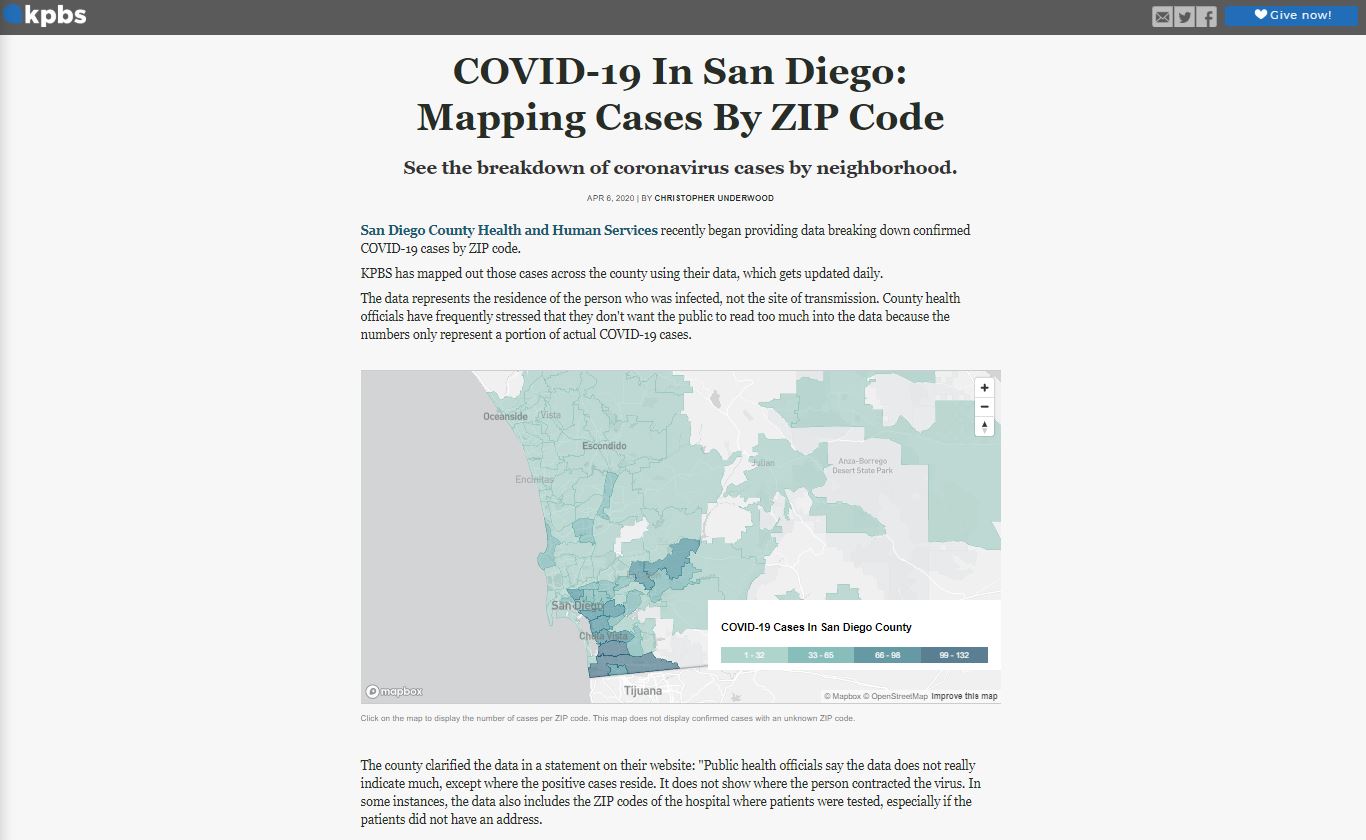 kpbs
Give now!
COVID-19 In San Diego:
Mapping Cases By ZIP Code
See the breakdown of coronavirus cases by neighborhood.
APR 6, 2020 | BY CHRISTOPHER UNDERWOOD
San Diego County Health and Human Services recently began providing data breaking down confirmed
COVID-19 cases by ZIP code.
KPBS has mapped out those cases across the county using their data, which gets updated daily.
The data represents the residence of the person who was infected, not the site of transmission. County health
officials have frequently stressed that they don't want the public to read too much into the data because the
numbers only represent a portion of actual COVID-19 cases.
Oceanside
Vista
Escondido
Julian
Anza-Borrego
Desert State Park
Encinitas
San Diego
Chula Vista
Tijuana
COVID-19 Cases In San Diego County
1 - 32
33 - 65
66 - 98
99 - 132
mapbox
© Mapbox © OpenStreetMap Improve this map
Click on the map to display the number of cases per ZIP code. This map does not display confirmed cases with an unknown ZIP code.
The county clarified the data in a statement on their website: "Public health officials say the data does not really
indicate much, except where the positive cases reside. It does not show where the person contracted the virus. In
some instances, the data also includes the ZIP codes of the hospital where patients were tested, especially if the
patients did not have an address.